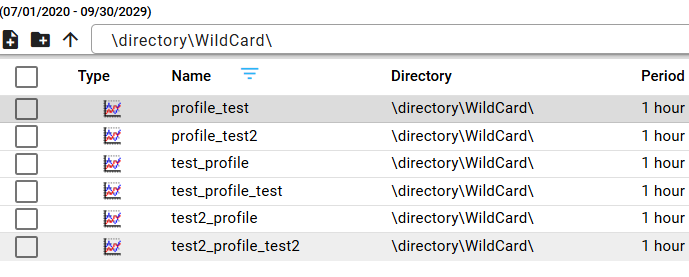 (07/01/2020 - 09/30/2029)
\directory\WildCard\
Type Name Directory Period
profile_test \directory\WildCard\ 1 hour
profile_test2 \directory\WildCard\ 1 hour
test_profile \directory\WildCard\ 1 hour
test_profile_test \directory\WildCard\ 1 hour
test2_profile \directory\WildCard\ 1 hour
test2_profile_test2 \directory\WildCard\ 1 hour